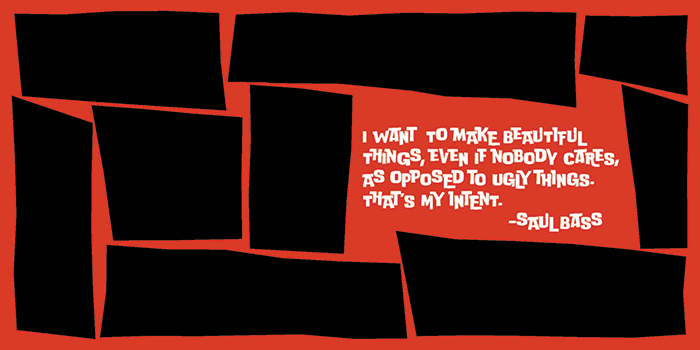 I WANT TO MAKE BEAUTIFUL
THINGS, EVEN IF NOBODY CARES,
AS OPPOSED TO UGLY THINGS.
THAT'S MY INTENT.
-SAUL BASS